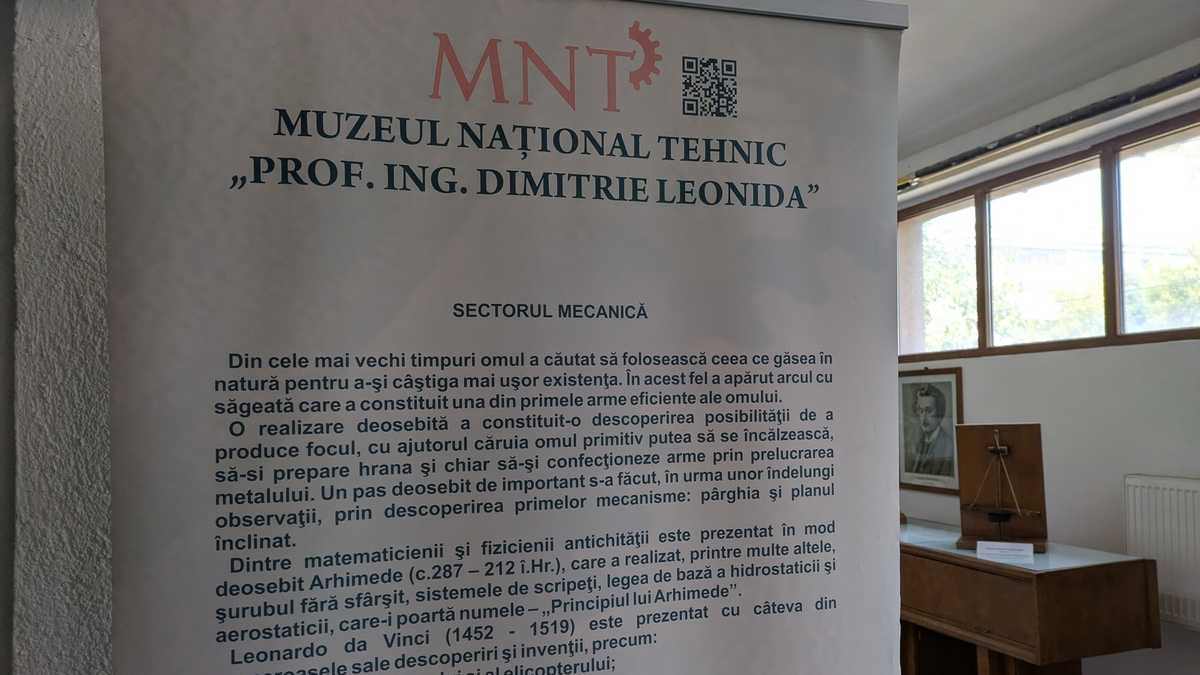 MNT
MUZEUL NAȚIONAL TEHNIC
„PROF. ING. DIMITRIE LEONIDA”
SECTORUL MECANICĂ
Din cele mai vechi timpuri omul a căutat să folosească ceea ce găsea în
natură pentru a-şi câştiga mai uşor existenţa. În acest fel a apărut arcul cu
săgeată care a constituit una din primele arme eficiente ale omului.
O realizare deosebită a constituit-o descoperirea posibilităţii de a
produce focul, cu ajutorul căruia omul primitiv putea să se încălzească,
să-si prepare hrana şi chiar să-şi confecţioneze arme prin prelucrarea
metalului. Un pas deosebit de important s-a făcut, în urma unor îndelungi
observaţii, prin descoperirea primelor mecanisme: pârghia şi planul
înclinat.
Dintre matematicienii şi fizicienii antichităţii este prezentat în mod
deosebit Arhimede (c.287 – 212 î.Hr.), care a realizat, printre multe altele,
şurubul fără sfârşit, sistemele de scripeţi, legea de bază a hidrostaticii şi
aerostaticii, care-i poartă numele – „Principiul lui Arhimede”.
Leonardo da Vinci (1452 - 1519) este prezentat cu câteva din
sale descoperiri şi invenţii, precum:
şi al elicopterului;